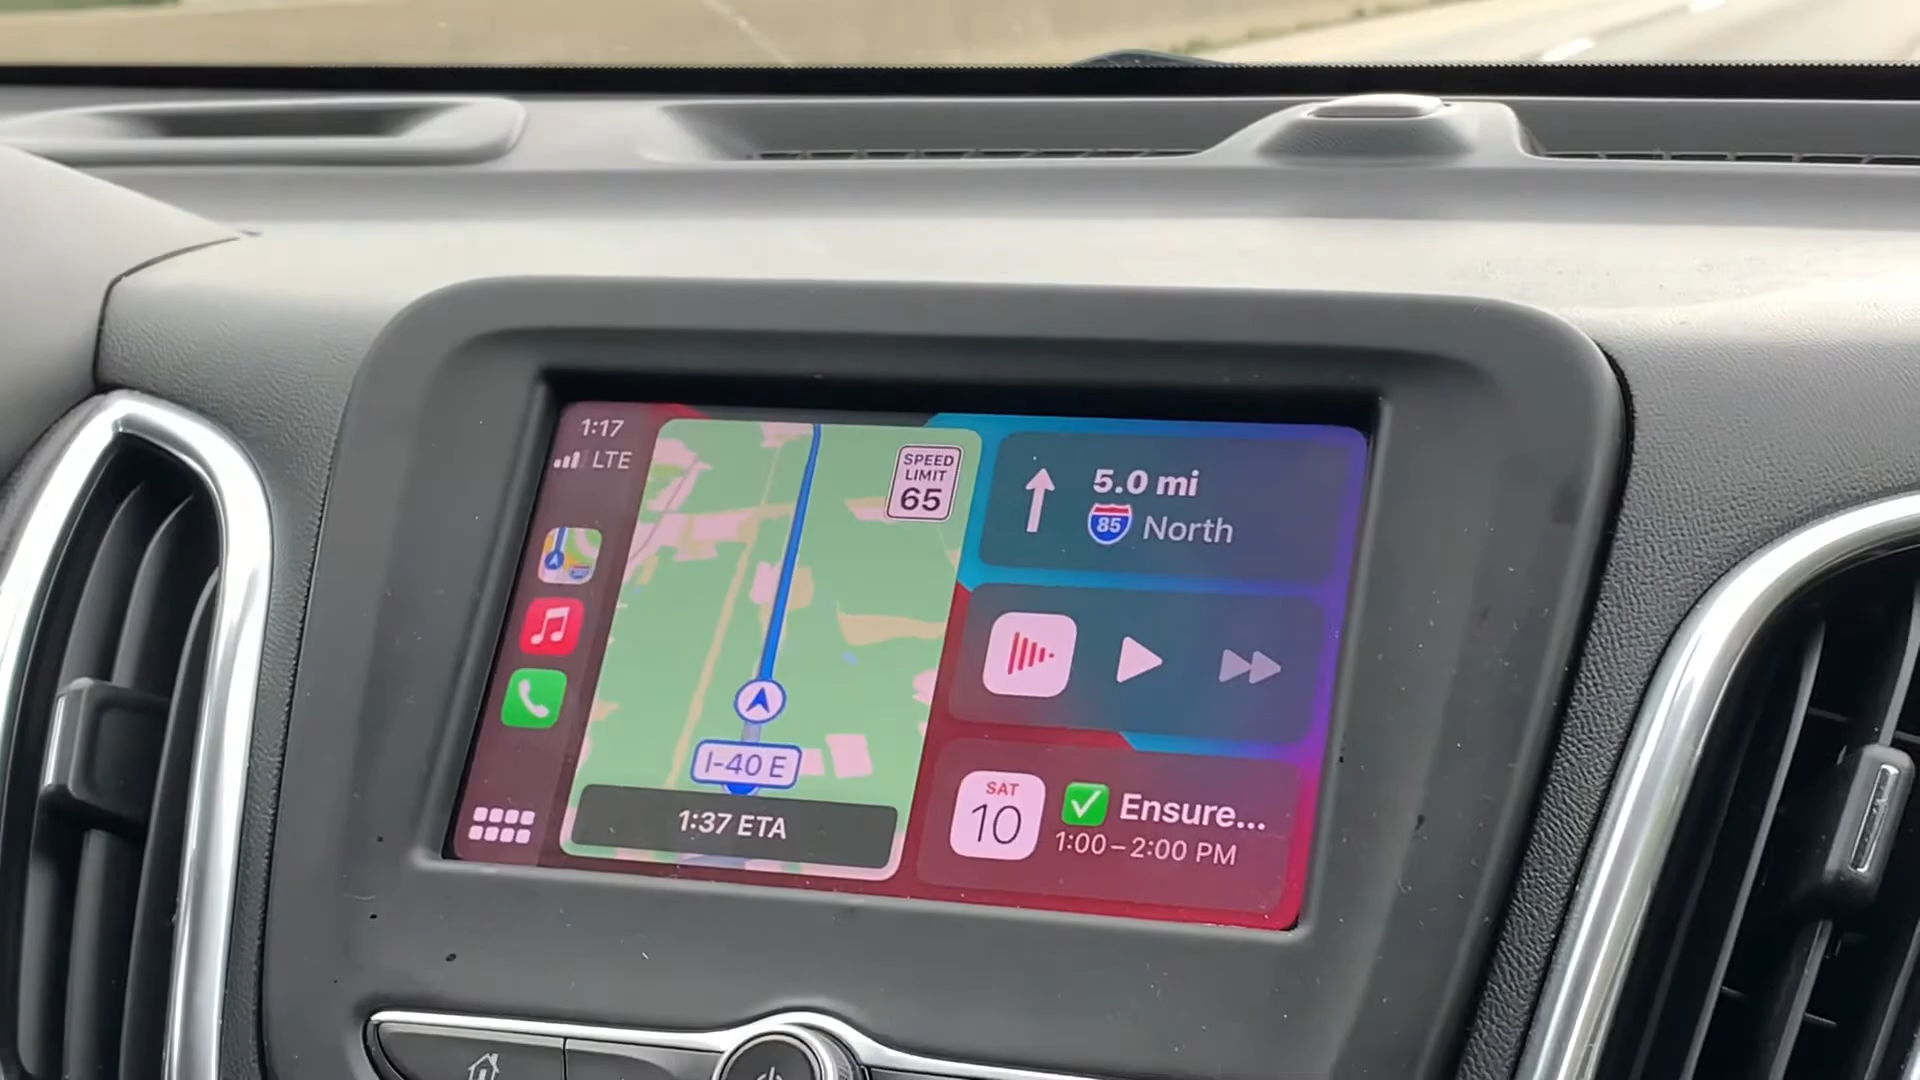 1:17
LTE
SPEED
LIMIT
65
I-40 E
1:37 ETA
5.0 mi
85 North
SAT
10
✅ Ensure...
1:00–2:00 PM